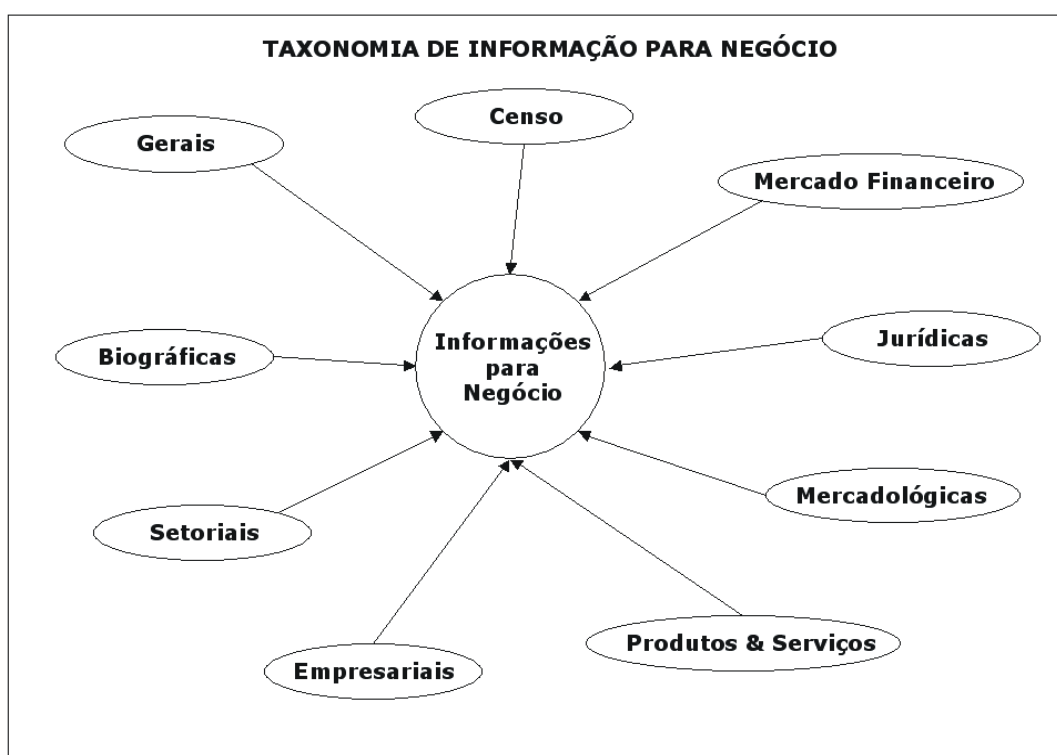 TAXONOMIA DE INFORMAÇÃO PARA NEGÓCIO
Censo
Gerais
Mercado Financeiro
Informações
para
Negócio
Jurídicas
Biográficas
Mercadológicas
Setoriais
Produtos & Serviços
Empresariais